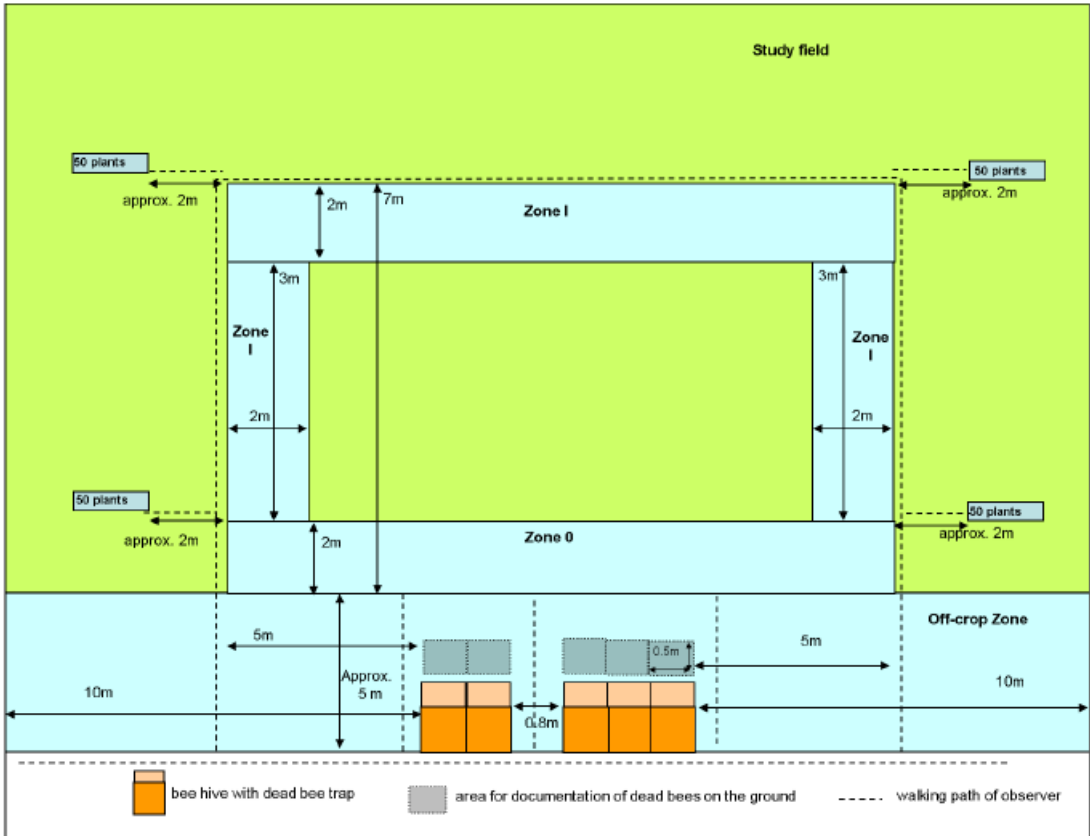 Study field
50 plants
50 plants
approx. 2m
approx. 2m
2m
7m
Zone I
3m
3m
Zone
I
Zone
I
2m
2m
50 plants
50 plants
approx. 2m
approx. 2m
2m
Zone 0
Off-crop Zone
5m
5m
0.5m
Approx.
5 m
10m
10m
0.8m
bee hive with dead bee trap
area for documentation of dead bees on the ground
walking path of observer